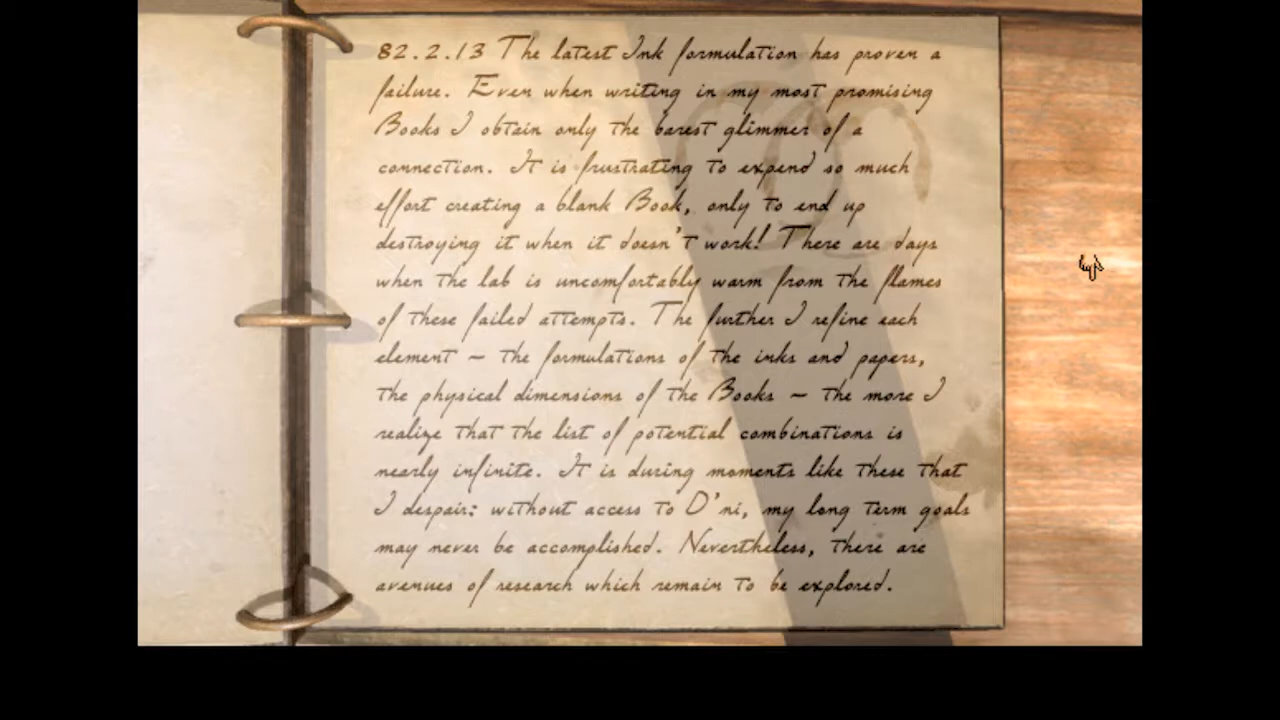 82.2.13 The latest Ink formulation has proven a
failure. Even when writing in my most promising
Books I obtain only the barest glimmer of a
connection. It is frustrating to expend so much
effort creating a blank Book, only to end up
destroying it when it doesn't work! There are days
when the lab is uncomfortably warm from the flames
of these failed attempts. The further I refine each
element – the formulations of the inks and papers,
the physical dimensions of the Books – the more I
realize that the list of potential combinations is
nearly infinite. It is during moments like these that
I despair: without access to D'ni, my long term goals
may never be accomplished. Nevertheless, there are
avenues of research which remain to be explored.